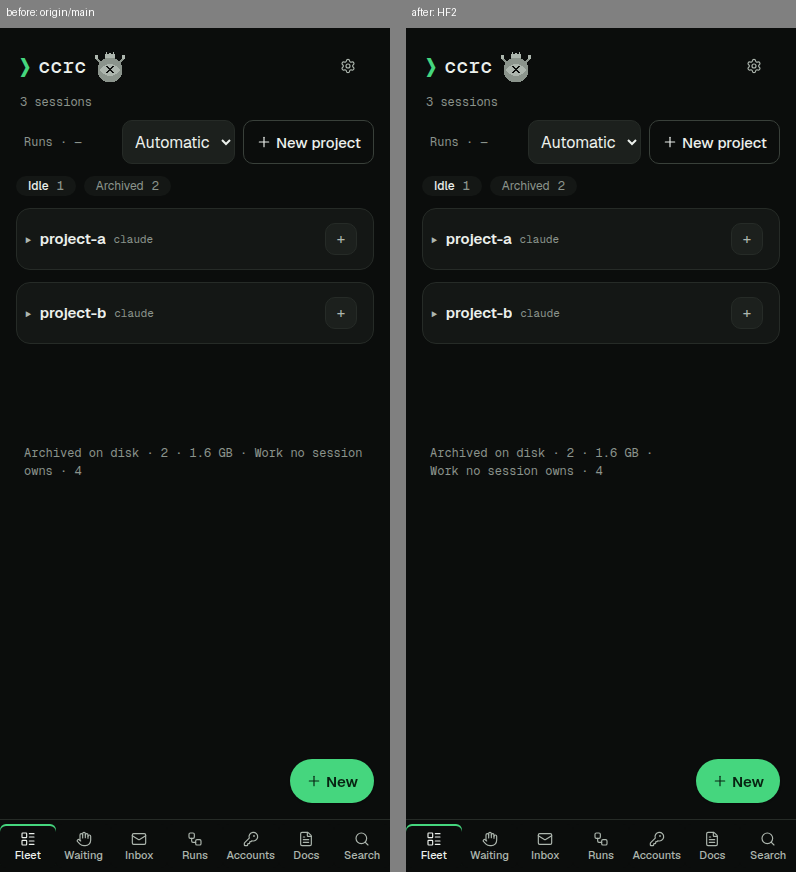 before: origin/main
❯ ccrc
3 sessions
Runs · —
Automatic
+ New project
Idle 1
Archived 2
▸ project-a claude +
▸ project-b claude +
Archived on disk · 2 · 1.6 GB · Work no session
owns · 4
+ New
Fleet Waiting Inbox Runs Accounts Docs Search
after: HF2
❯ ccrc
3 sessions
Runs · —
Automatic
+ New project
Idle 1
Archived 2
▸ project-a claude +
▸ project-b claude +
Archived on disk · 2 · 1.6 GB ·
Work no session owns · 4
+ New
Fleet Waiting Inbox Runs Accounts Docs Search